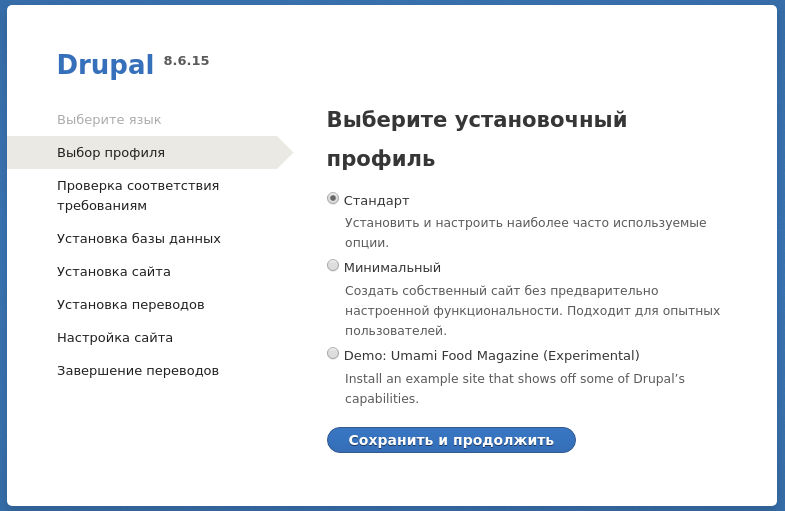 Drupal 8.6.15
Выберите язык
Выбор профиля
Проверка соответствия
требованиям
Установка базы данных
Установка сайта
Установка переводов
Настройка сайта
Завершение переводов
Выберите установочный
профиль
Стандарт
Установить и настроить наиболее часто используемые
опции.
Минимальный
Создать собственный сайт без предварительно
настроенной функциональности. Подходит для опытных
пользователей.
Demo: Umami Food Magazine (Experimental)
Install an example site that shows off some of Drupal’s
capabilities.
Сохранить и продолжить